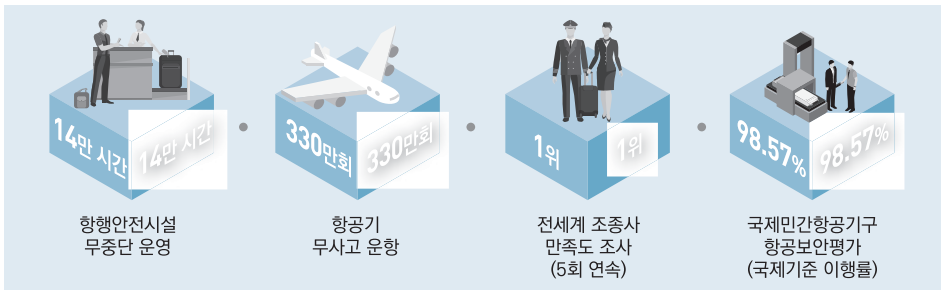 14만 시간
14만 시간
330만회
330만회
1위
1위
98.57%
98.57%
항행안전시설
무중단 운영
항공기
무사고 운항
전세계 조종사
만족도 조사
(5회 연속)
국제민간항공기구
항공보안평가
(국제기준 이행률)